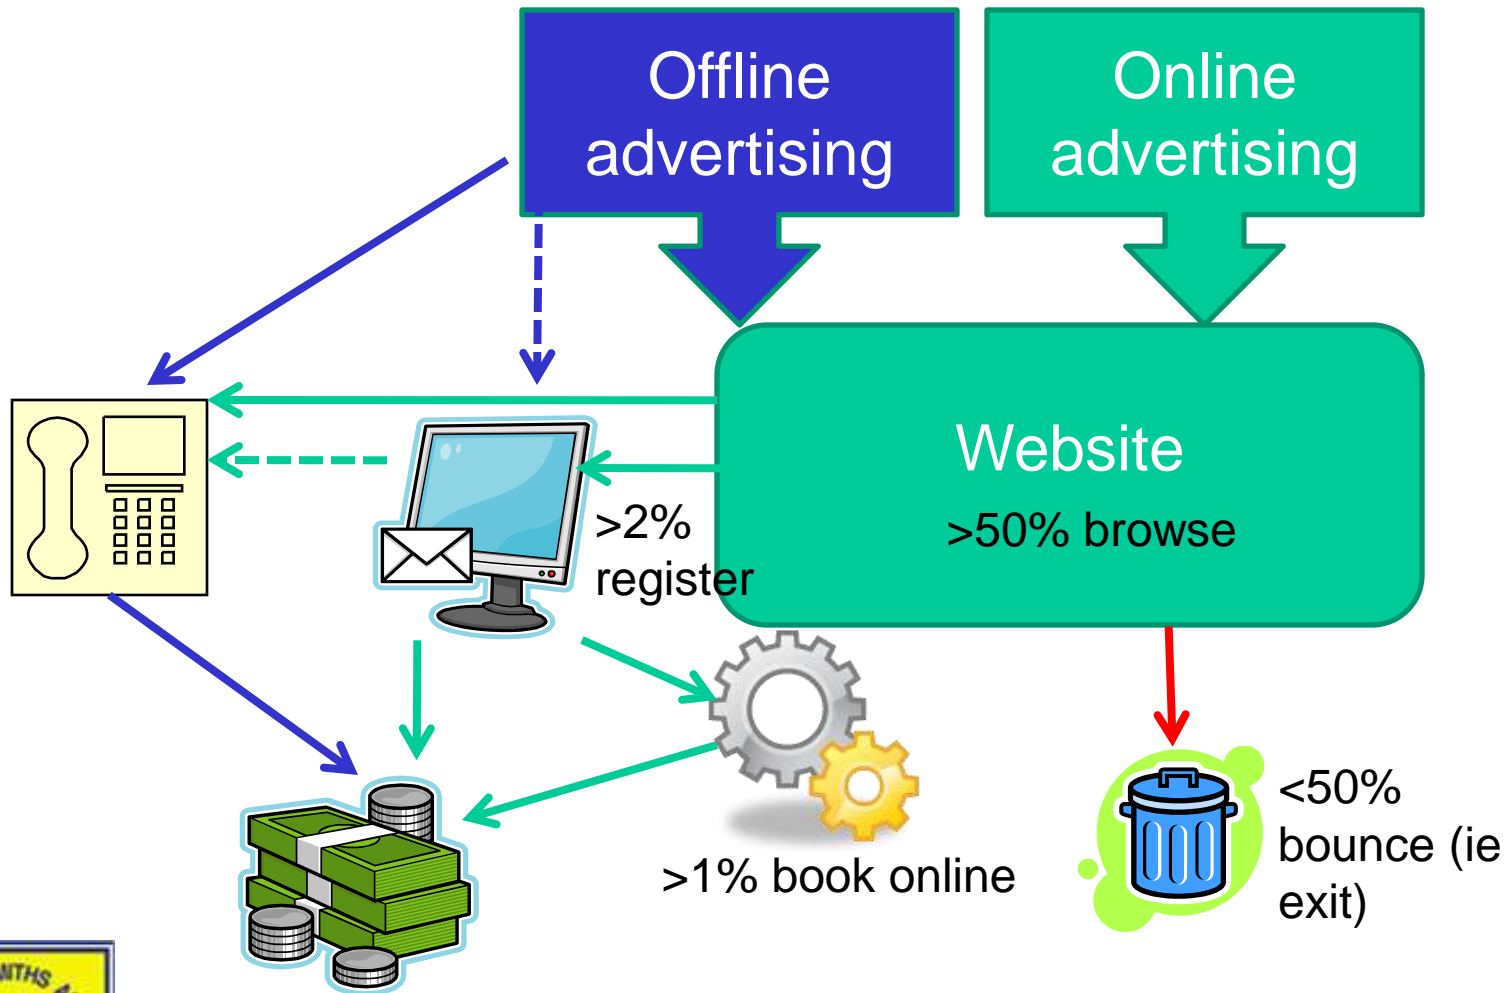 Offline
advertising
Online
advertising
Website
>50% browse
>2%
register
>1% book online
<50%
bounce (ie
exit)